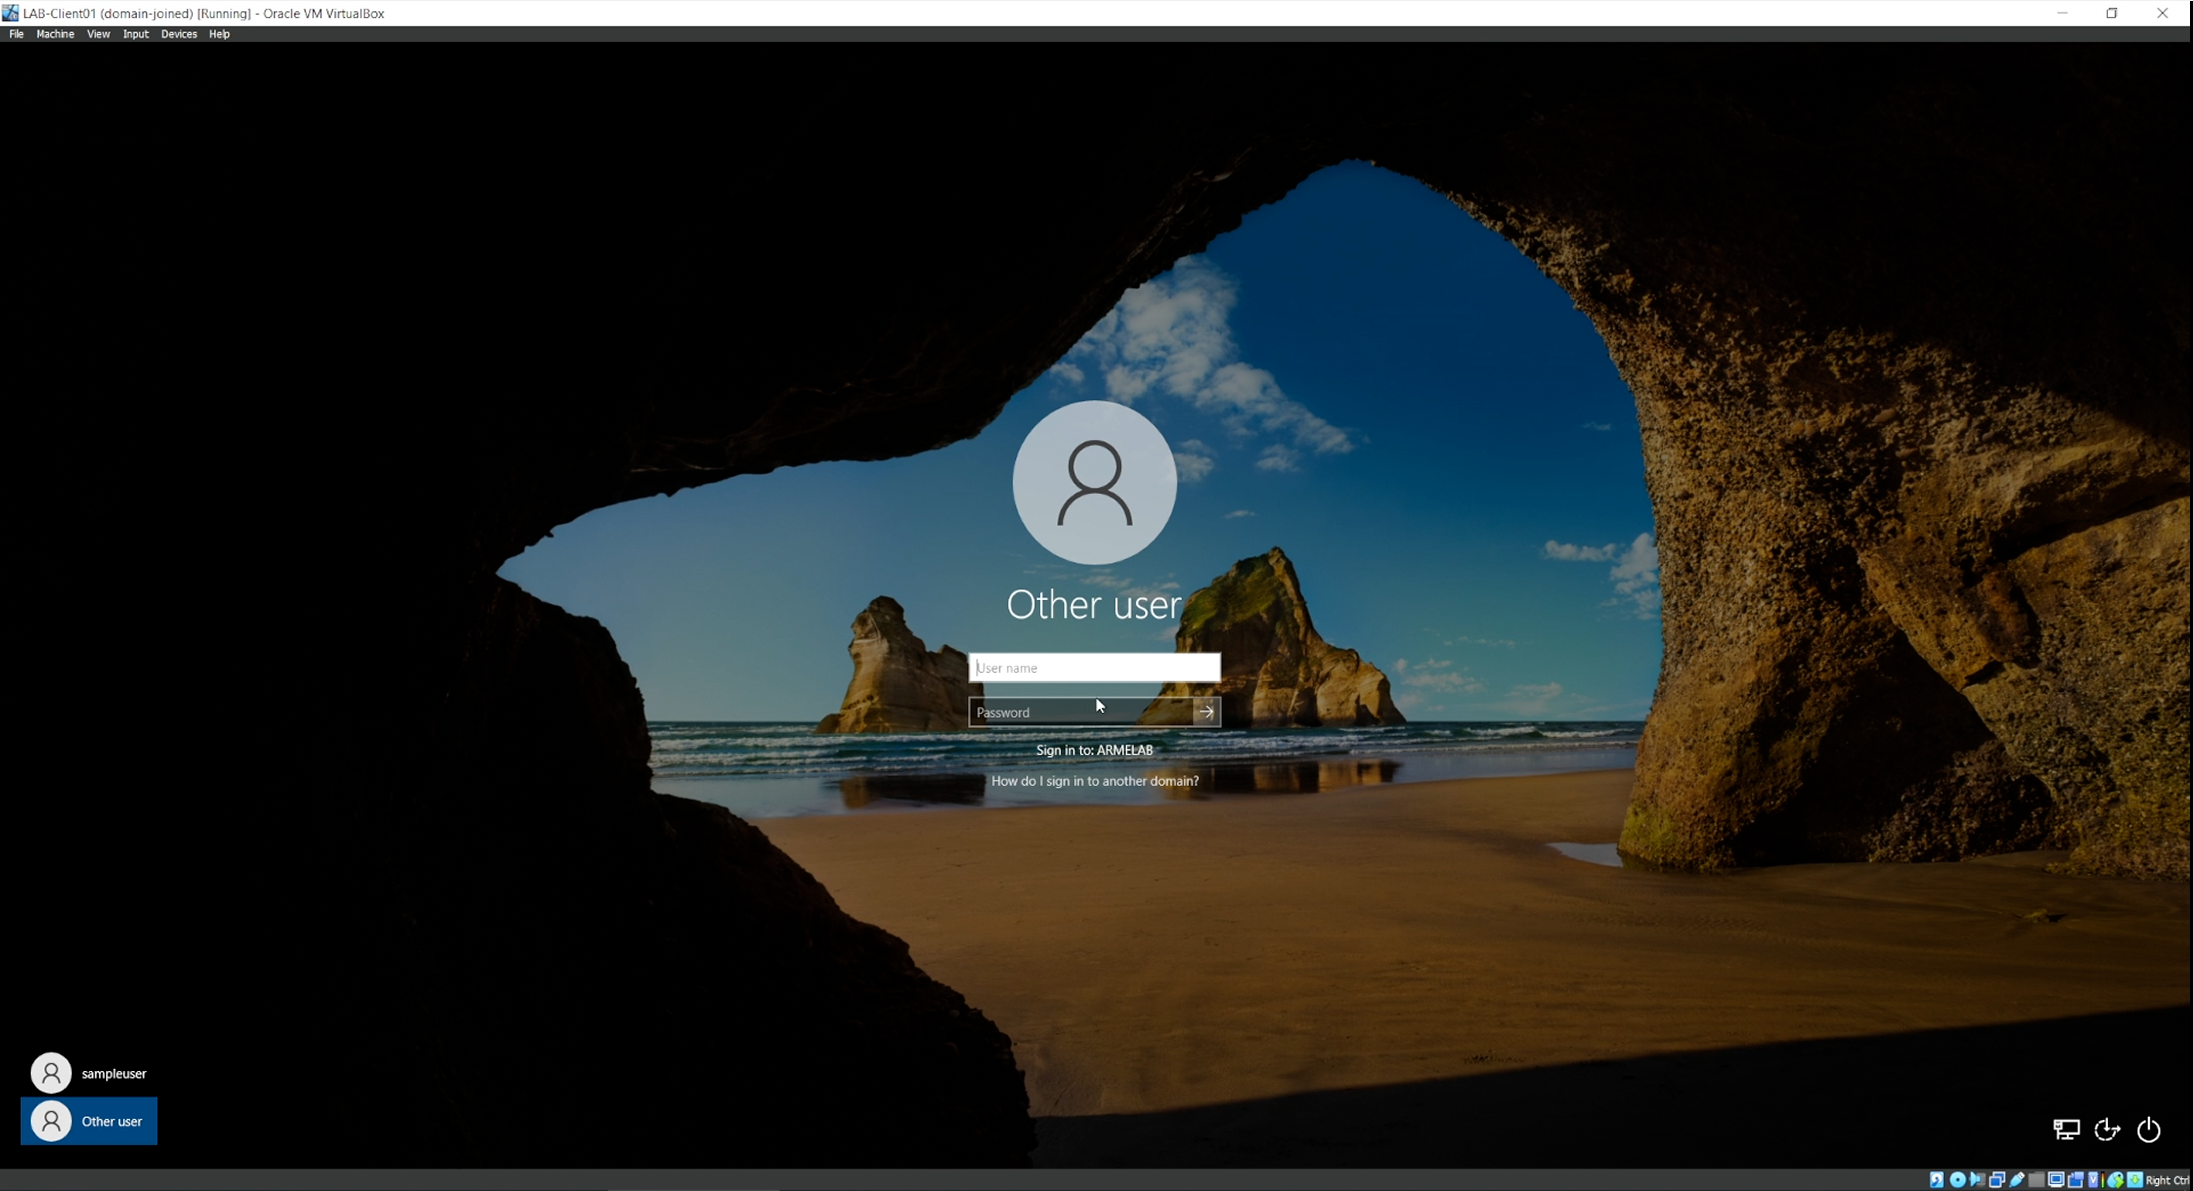 LAB-Client01 (domain-joined) [Running] - Oracle VM VirtualBox
File Machine View Input Devices Help
Other user
User name
Password
Sign in to: ARMELAB
How do I sign in to another domain?
sampleuser
Other user
Right Ctrl